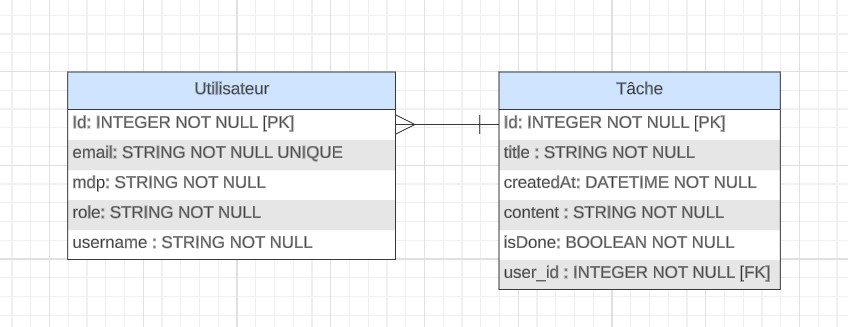 Utilisateur
Id: INTEGER NOT NULL [PK]
email: STRING NOT NULL UNIQUE
mdp: STRING NOT NULL
role: STRING NOT NULL
username : STRING NOT NULL
Tâche
Id: INTEGER NOT NULL [PK]
title : STRING NOT NULL
createdAt: DATETIME NOT NULL
content : STRING NOT NULL
isDone: BOOLEAN NOT NULL
user_id : INTEGER NOT NULL [FK]